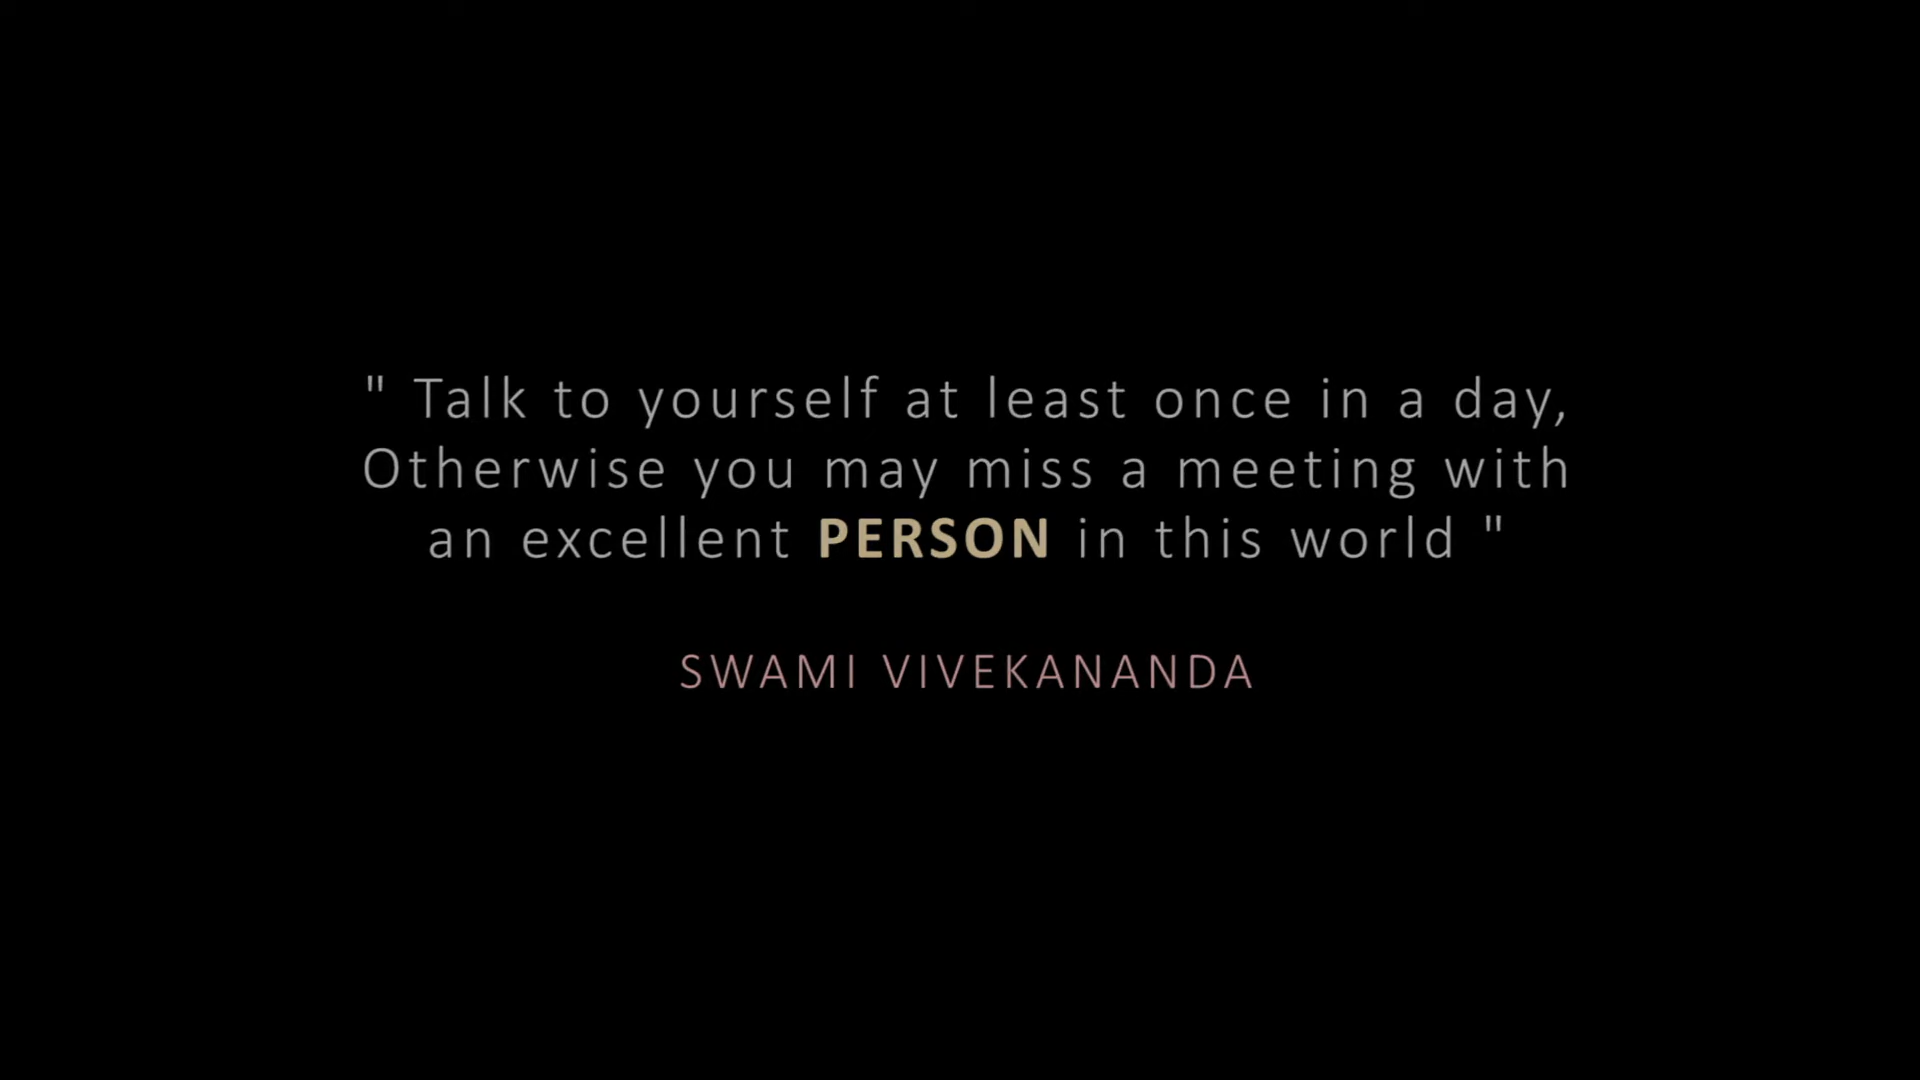 " Talk to yourself at least once in a day,
Otherwise you may miss a meeting with
an excellent PERSON in this world "
SWAMI VIVEKANANDA